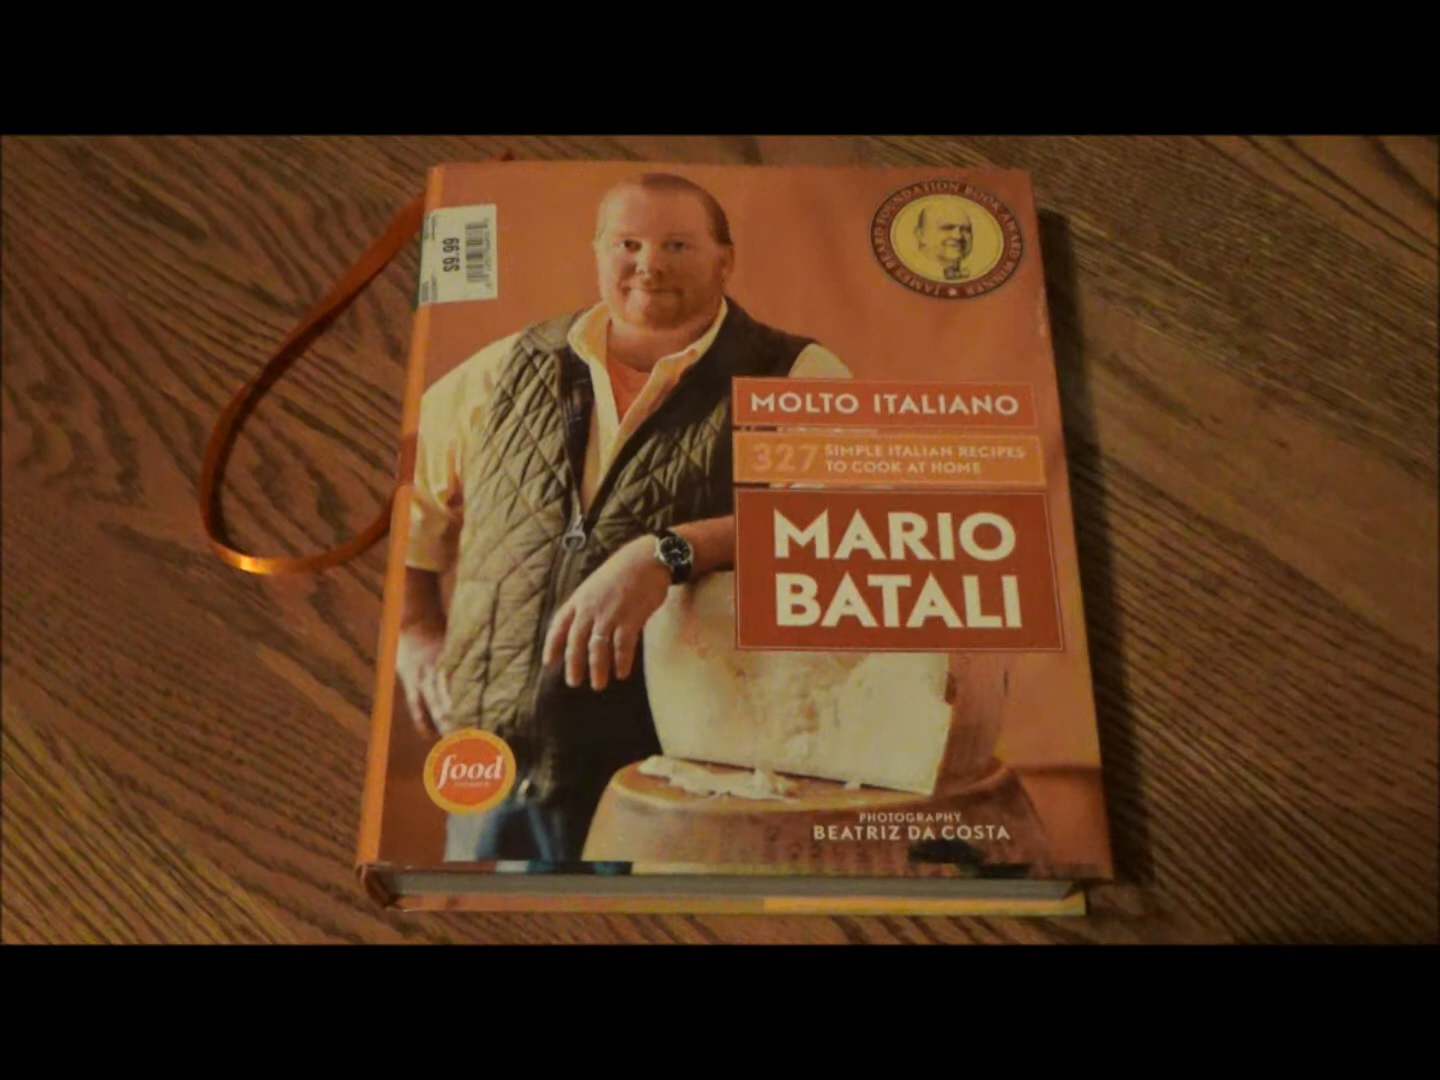 JAMES BEARD FOUNDATION BOOK AWARD WINNER
$9.99
MOLTO ITALIANO
327 SIMPLE ITALIAN RECIPES
TO COOK AT HOME
MARIO
BATALI
food
PHOTOGRAPHY
BEATRIZ DA COSTA